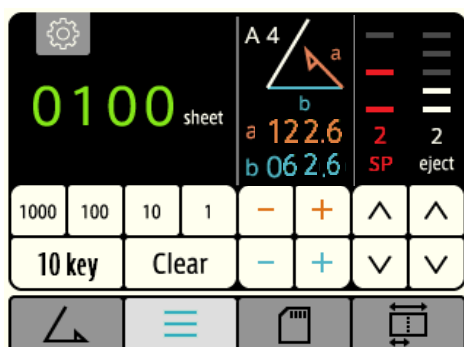 A 4
a
b
0100 sheet
a 122.6
b 062.6
2
SP
2
eject
1000 100 10 1
- +
10 key Clear
- +